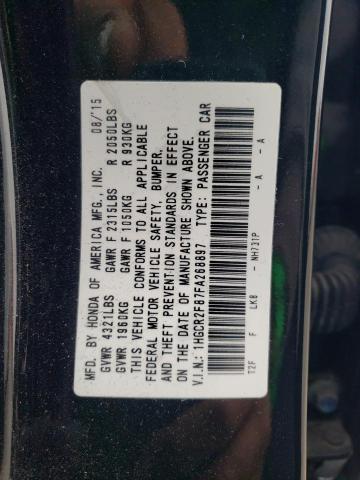 MFD. BY HONDA OF AMERICA MFG., INC. 08/15
GVWR 4321LBS GAWR F 2315LBS R 2050LBS
GVWR 1960KG GAWR F 1050KG R 930KG
THIS VEHICLE CONFORMS TO ALL APPLICABLE
FEDERAL MOTOR VEHICLE SAFETY, BUMPER,
AND THEFT PREVENTION STANDARDS IN EFFECT
ON THE DATE OF MANUFACTURE SHOWN ABOVE.
V.I.N.: 1HGCR2F87FA268897 TYPE: PASSENGER CAR
T2F F LK8 - NH731P - A - A